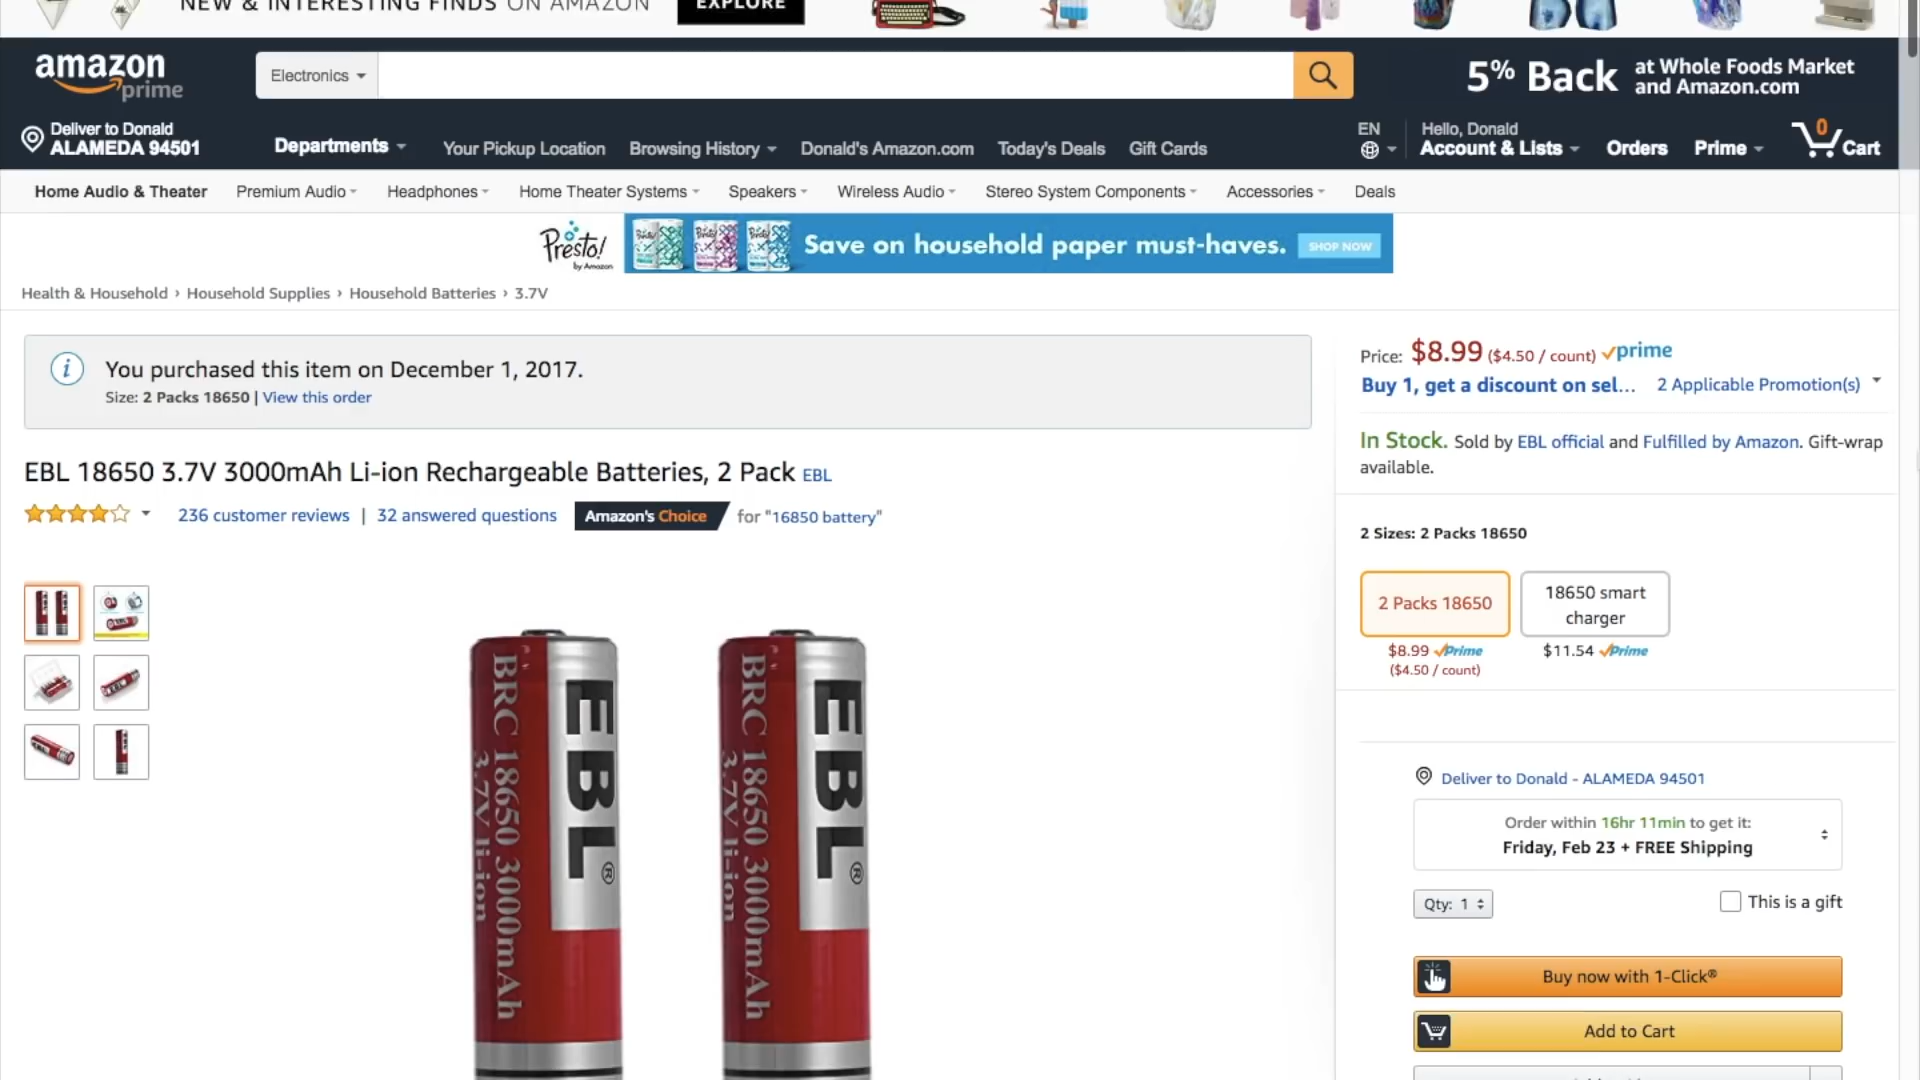 NEW & INTERESTING FINDS ON AMAZON
EXPLORE
amazon prime
Electronics
5% Back at Whole Foods Market and Amazon.com
Deliver to Donald
ALAMEDA 94501
Departments
Your Pickup Location
Browsing History
Donald's Amazon.com
Today's Deals
Gift Cards
EN
Hello, Donald
Account & Lists
Orders
Prime
0
Cart
Home Audio & Theater
Premium Audio
Headphones
Home Theater Systems
Speakers
Wireless Audio
Stereo System Components
Accessories
Deals
Presto!
by Amazon
Save on household paper must-haves.
SHOP NOW
Health & Household › Household Supplies › Household Batteries › 3.7V
i
You purchased this item on December 1, 2017.
Size: 2 Packs 18650 | View this order
EBL 18650 3.7V 3000mAh Li-ion Rechargeable Batteries, 2 Pack EBL
236 customer reviews | 32 answered questions
Amazon's Choice for "16850 battery"
EBL®
BRC 18650 3000mAh
3.7V li-ion
EBL®
BRC 18650 3000mAh
3.7V li-ion
Price: $8.99 ($4.50 / count) prime
Buy 1, get a discount on sel... 2 Applicable Promotion(s)
In Stock. Sold by EBL official and Fulfilled by Amazon. Gift-wrap
available.
2 Sizes: 2 Packs 18650
2 Packs 18650
$8.99 Prime
($4.50 / count)
18650 smart
charger
$11.54 Prime
Deliver to Donald - ALAMEDA 94501
Order within 16hr 11min to get it:
Friday, Feb 23 + FREE Shipping
Qty: 1
This is a gift
Buy now with 1-Click®
Add to Cart